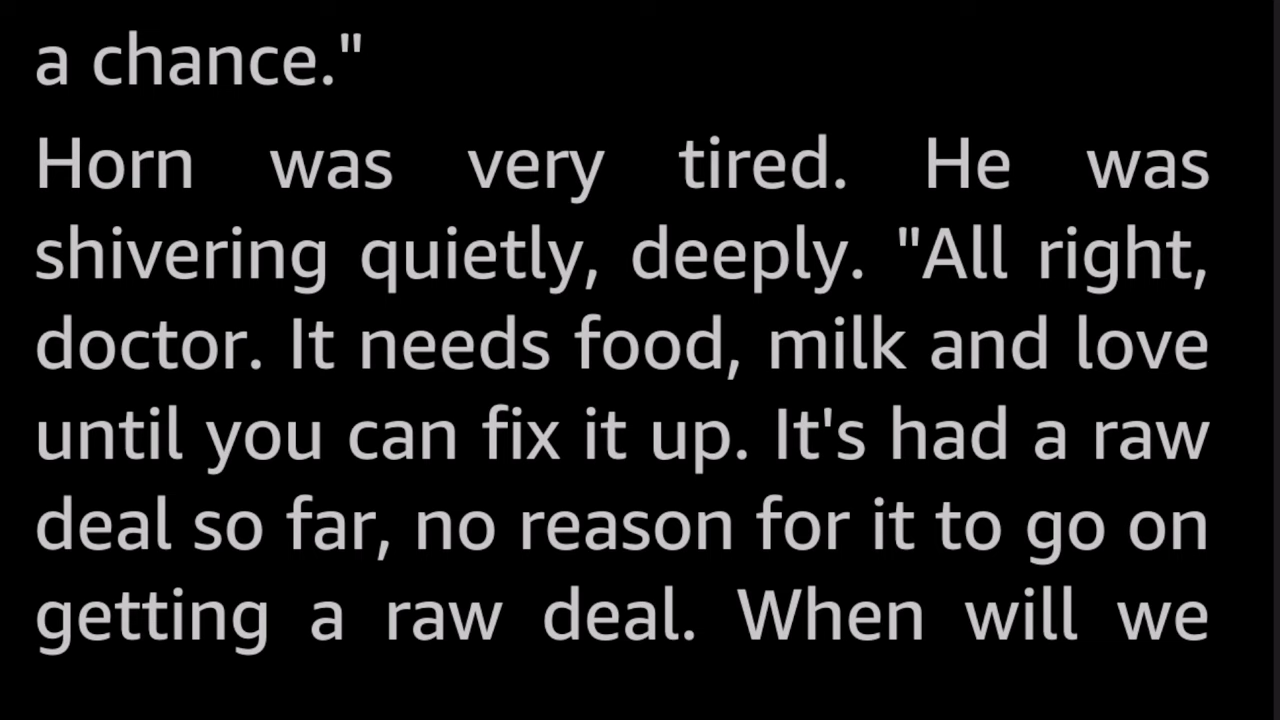 a chance."
Horn was very tired. He was
shivering quietly, deeply. "All right,
doctor. It needs food, milk and love
until you can fix it up. It's had a raw
deal so far, no reason for it to go on
getting a raw deal. When will we